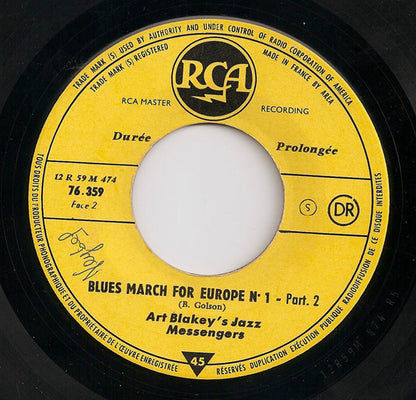 TRADE MARK (S) USED BY AUTHORITY AND UNDER CONTROL OF RADIO CORPORATION OF AMERICA
TRADE MARK (S) REGISTERED
MADE IN FRANCE BY AREA
RCA
RCA MASTER RECORDING
Durée Prolongée
12 R 59 M 474
76.359
Face 2
S
DR
BLUES MARCH FOR EUROPE N° 1 - Part. 2
(B. Golson)
Art Blakey's Jazz
Messengers
45
TOUS DROITS DU PRODUCTEUR PHONOGRAPHIQUE ET DU PROPRIÉTAIRE DE L'ŒUVRE ENREGISTRÉE
RÉSERVÉS DUPLICATION EXÉCUTION PUBLIQUE RADIODIFFUSION DE CE DISQUE INTERDITES